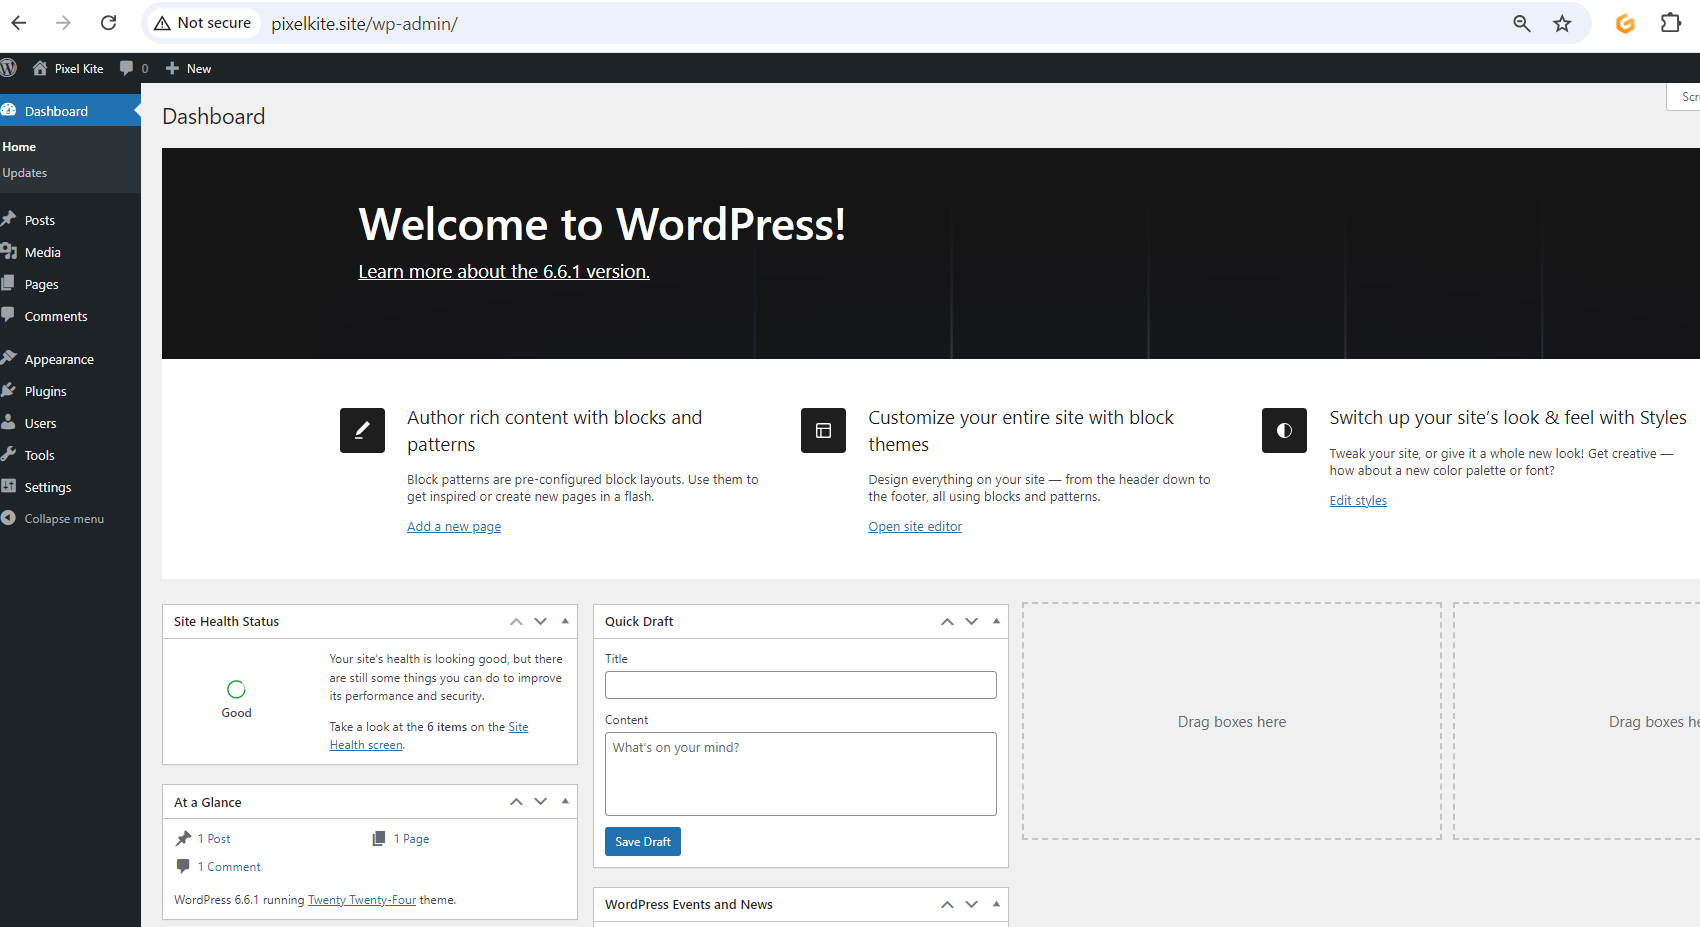 Not secure
pixelkite.site/wp-admin/
Pixel Kite
0
New
Dashboard
Home
Updates
Posts
Media
Pages
Comments
Appearance
Plugins
Users
Tools
Settings
Collapse menu
Dashboard
Scr
Welcome to WordPress!
Learn more about the 6.6.1 version.
Author rich content with blocks and
patterns
Block patterns are pre-configured block layouts. Use them to
get inspired or create new pages in a flash.
Add a new page
Customize your entire site with block
themes
Design everything on your site — from the header down to
the footer, all using blocks and patterns.
Open site editor
Switch up your site’s look & feel with Styles
Tweak your site, or give it a whole new look! Get creative —
how about a new color palette or font?
Edit styles
Site Health Status
Good
Your site’s health is looking good, but there
are still some things you can do to improve
its performance and security.
Take a look at the 6 items on the Site
Health screen.
At a Glance
1 Post
1 Page
1 Comment
WordPress 6.6.1 running Twenty Twenty-Four theme.
Quick Draft
Title
Content
What’s on your mind?
Save Draft
WordPress Events and News
Drag boxes here
Drag boxes he